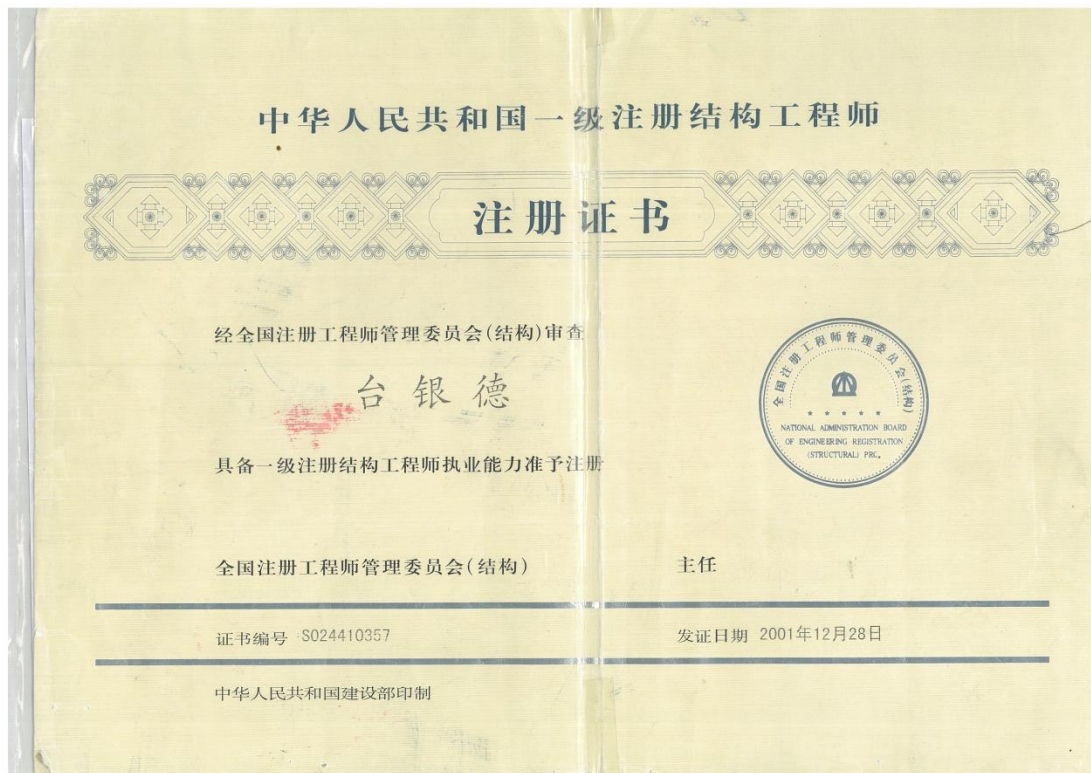 中华人民共和国一级注册结构工程师
注册证书
经全国注册工程师管理委员会(结构)审查
台银德
具备一级注册结构工程师执业能力准予注册
全国注册工程师管理委员会(结构)
★ ★ ★ ★ ★
NATIONAL ADMINISTRATION BOARD
OF ENGINEERING REGISTRATION
(STRUCTURAL) PRC.
全国注册工程师管理委员会(结构)
主任
证书编号 S024410357
发证日期 2001年12月28日
中华人民共和国建设部印制